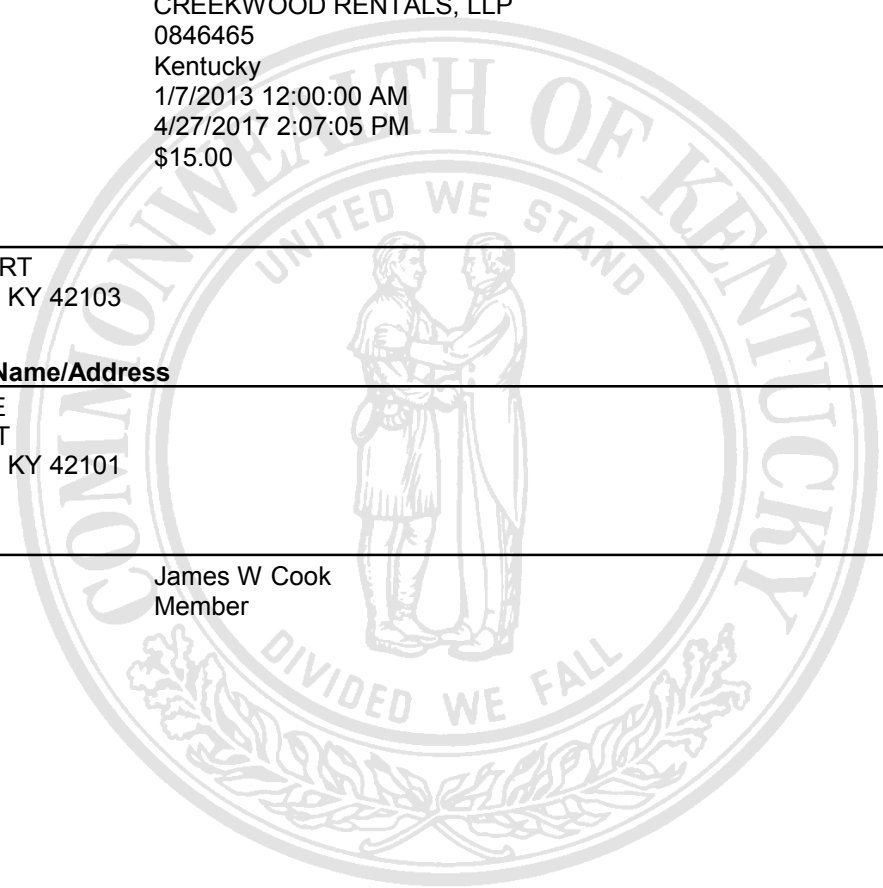 CREEKWOOD RENTALS, LLP
0846465
Kentucky
1/7/2013 12:00:00 AM
4/27/2017 2:07:05 PM
$15.00
RT
KY 42103
Name/Address
E
T
KY 42101
James W Cook
Member
COMMONWEALTH OF KENTUCKY
UNITED WE STAND
DIVIDED WE FALL